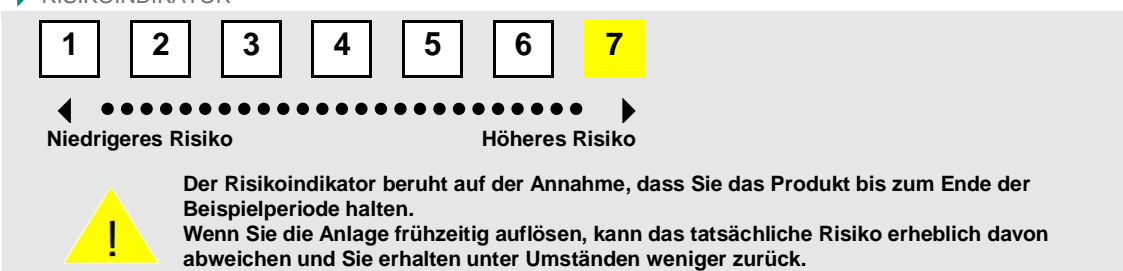 RISIKOINDIKATOR
1 2 3 4 5 6 7
Niedrigeres Risiko Höheres Risiko
Der Risikoindikator beruht auf der Annahme, dass Sie das Produkt bis zum Ende der
Beispielperiode halten.
Wenn Sie die Anlage frühzeitig auflösen, kann das tatsächliche Risiko erheblich davon
abweichen und Sie erhalten unter Umständen weniger zurück.